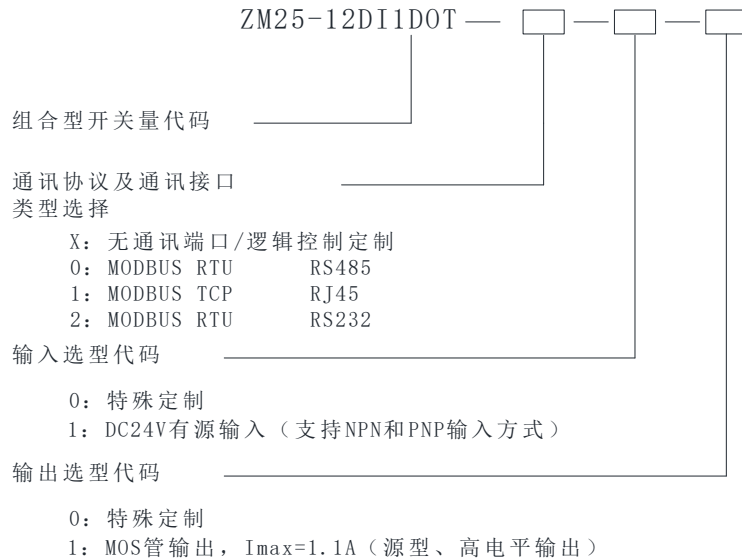 ZM25-12DI1DOT — □ — □ — □
组合型开关量代码
通讯协议及通讯接口
类型选择
X: 无通讯端口/逻辑控制定制
0: MODBUS RTU RS485
1: MODBUS TCP RJ45
2: MODBUS RTU RS232
输入选型代码
0: 特殊定制
1: DC24V有源输入（支持NPN和PNP输入方式）
输出选型代码
0: 特殊定制
1: MOS管输出, Imax=1.1A（源型、高电平输出）